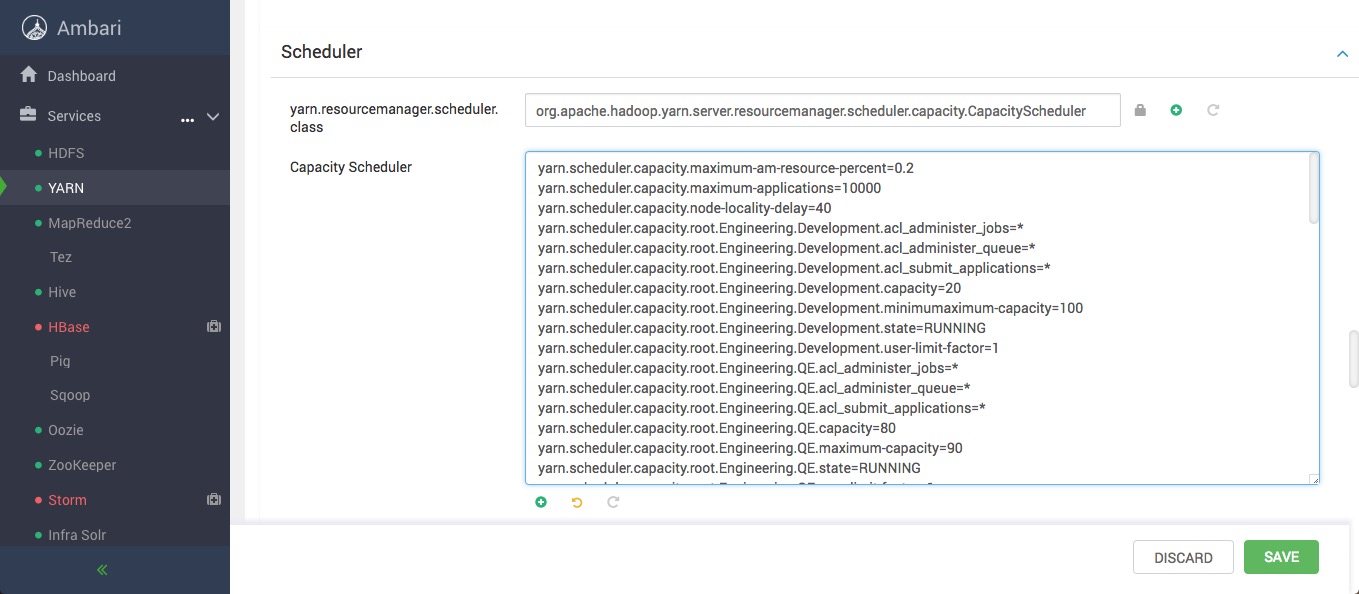 Ambari
Dashboard
Services
HDFS
YARN
MapReduce2
Tez
Hive
HBase
Pig
Sqoop
Oozie
ZooKeeper
Storm
Infra Solr
Scheduler
yarn.resourcemanager.scheduler.
class
org.apache.hadoop.yarn.server.resourcemanager.scheduler.capacity.CapacityScheduler
Capacity Scheduler
yarn.scheduler.capacity.maximum-am-resource-percent=0.2
yarn.scheduler.capacity.maximum-applications=10000
yarn.scheduler.capacity.node-locality-delay=40
yarn.scheduler.capacity.root.Engineering.Development.acl_administer_jobs=*
yarn.scheduler.capacity.root.Engineering.Development.acl_administer_queue=*
yarn.scheduler.capacity.root.Engineering.Development.acl_submit_applications=*
yarn.scheduler.capacity.root.Engineering.Development.capacity=20
yarn.scheduler.capacity.root.Engineering.Development.minimumaximum-capacity=100
yarn.scheduler.capacity.root.Engineering.Development.state=RUNNING
yarn.scheduler.capacity.root.Engineering.Development.user-limit-factor=1
yarn.scheduler.capacity.root.Engineering.QE.acl_administer_jobs=*
yarn.scheduler.capacity.root.Engineering.QE.acl_administer_queue=*
yarn.scheduler.capacity.root.Engineering.QE.acl_submit_applications=*
yarn.scheduler.capacity.root.Engineering.QE.capacity=80
yarn.scheduler.capacity.root.Engineering.QE.maximum-capacity=90
yarn.scheduler.capacity.root.Engineering.QE.state=RUNNING
DISCARD
SAVE